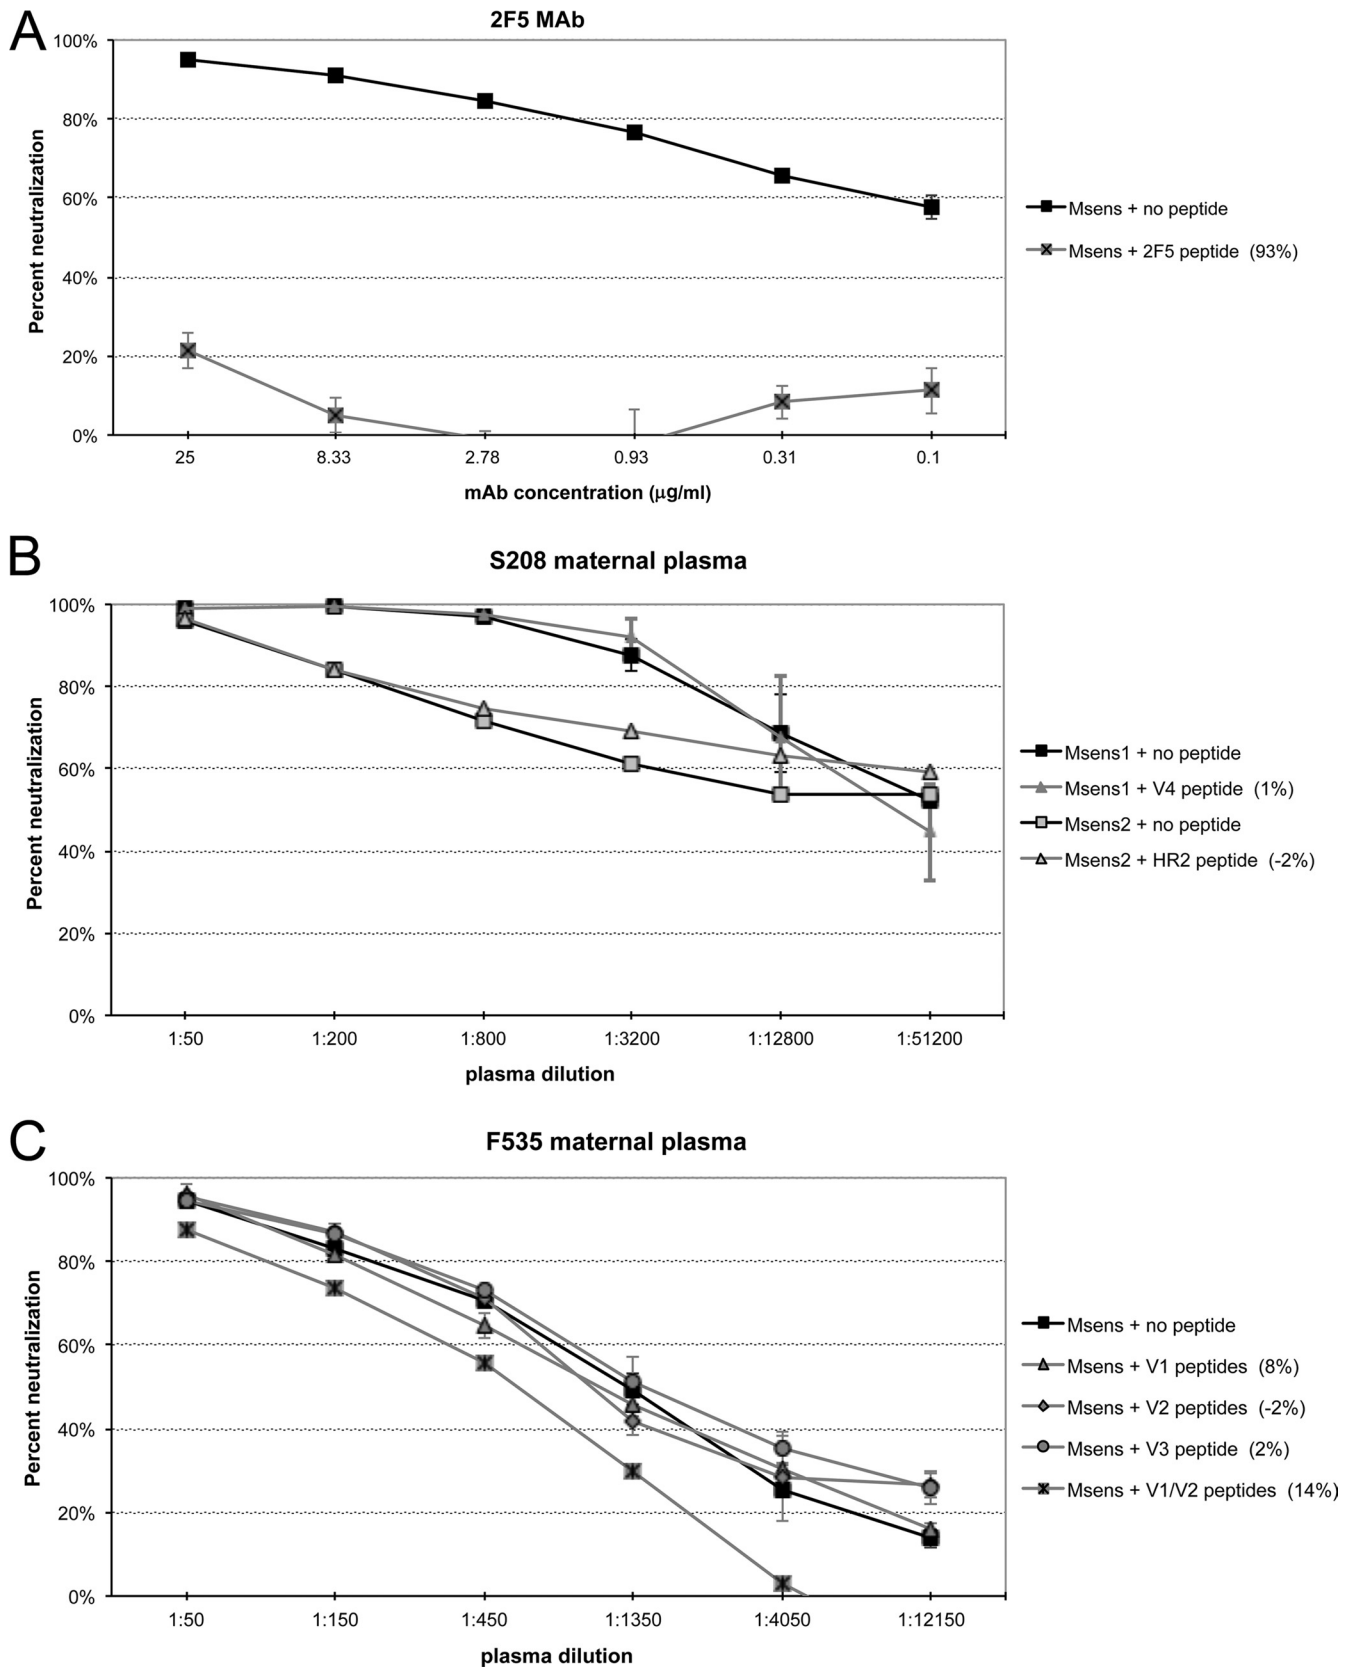 A
2F5 MAb
100%
80%
60%
40%
20%
0%
Percent neutralization
25 8.33 2.78 0.93 0.31 0.1
mAb concentration (μg/ml)
Msens + no peptide
Msens + 2F5 peptide (93%)
B
S208 maternal plasma
100%
80%
60%
40%
20%
0%
Percent neutralization
1:50 1:200 1:800 1:3200 1:12800 1:51200
plasma dilution
Msens1 + no peptide
Msens1 + V4 peptide (1%)
Msens2 + no peptide
Msens2 + HR2 peptide (-2%)
C
F535 maternal plasma
100%
80%
60%
40%
20%
0%
Percent neutralization
1:50 1:150 1:450 1:1350 1:4050 1:12150
plasma dilution
Msens + no peptide
Msens + V1 peptides (8%)
Msens + V2 peptides (-2%)
Msens + V3 peptide (2%)
Msens + V1/V2 peptides (14%)